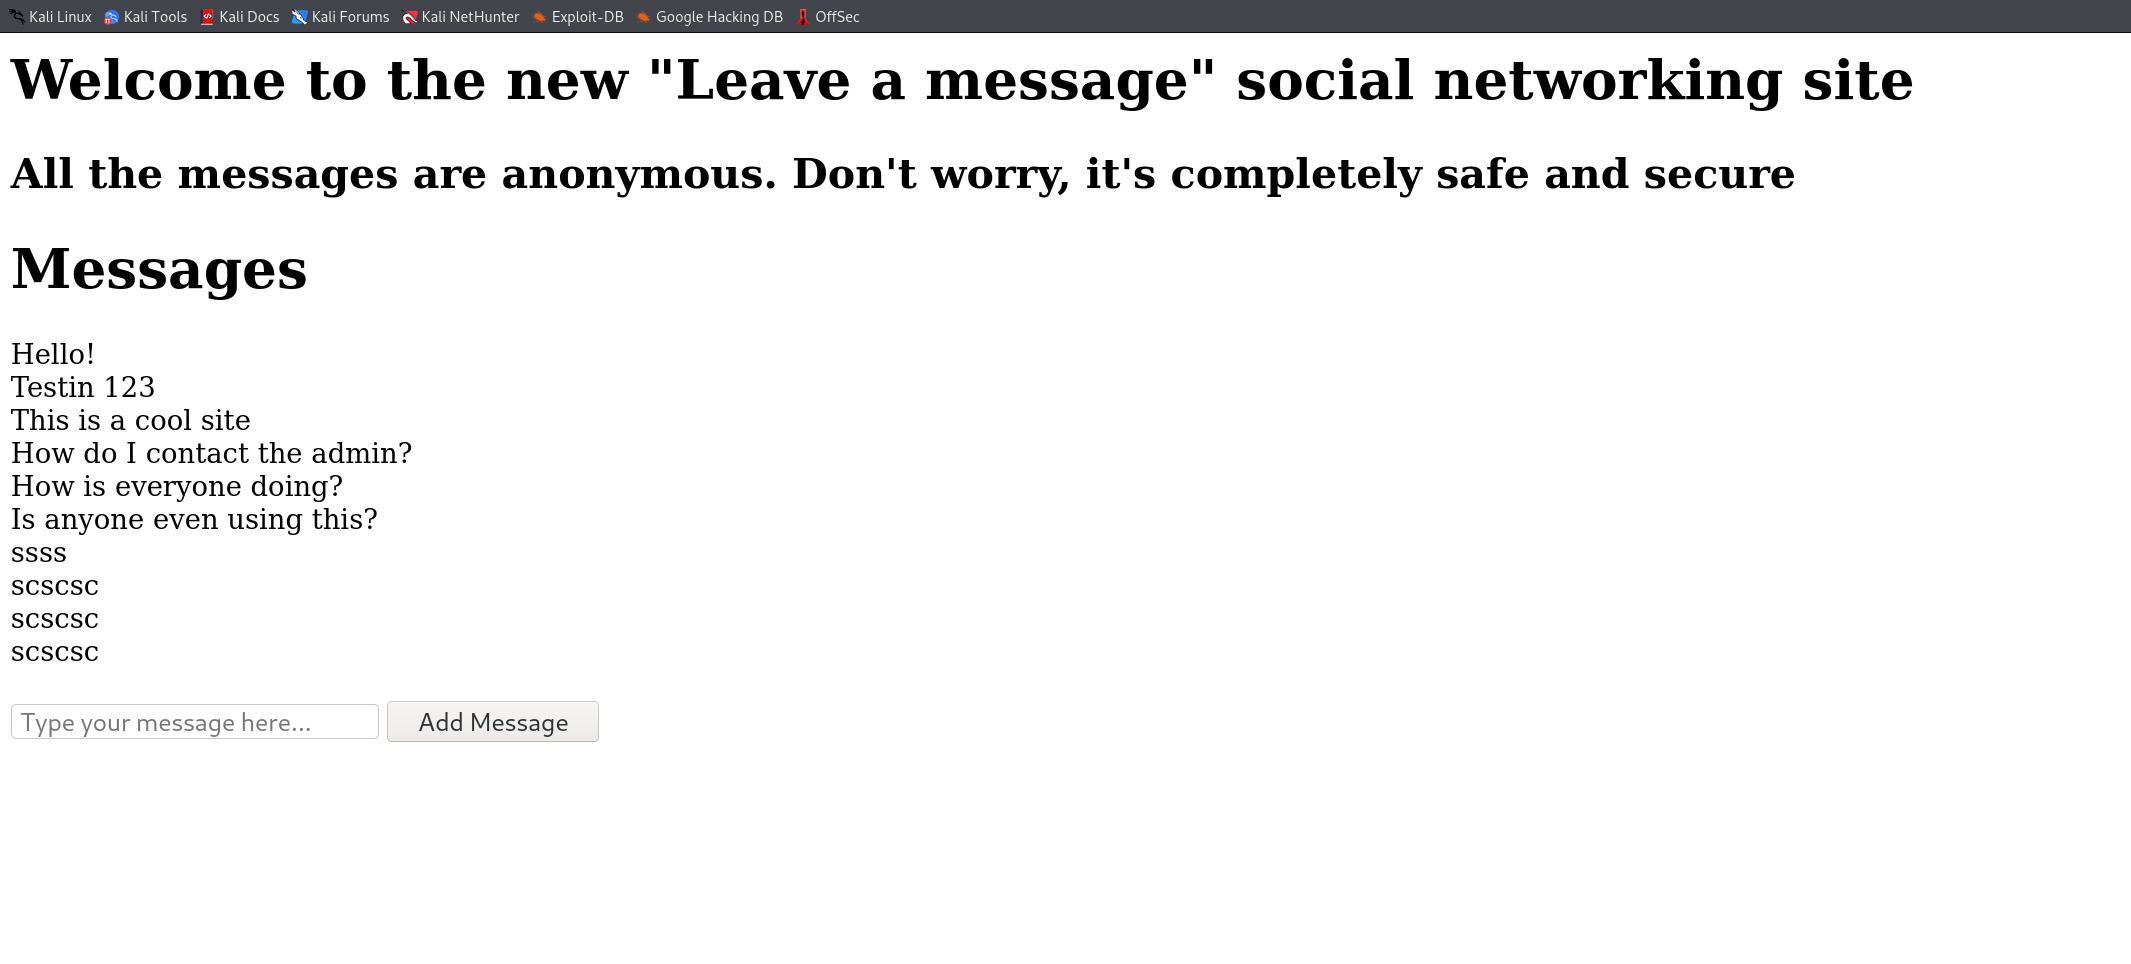 Kali Linux Kali Tools Kali Docs Kali Forums Kali NetHunter Exploit-DB Google Hacking DB OffSec
Welcome to the new "Leave a message" social networking site
All the messages are anonymous. Don't worry, it's completely safe and secure
Messages
Hello!
Testin 123
This is a cool site
How do I contact the admin?
How is everyone doing?
Is anyone even using this?
ssss
scscsc
scscsc
scscsc
Type your message here... Add Message